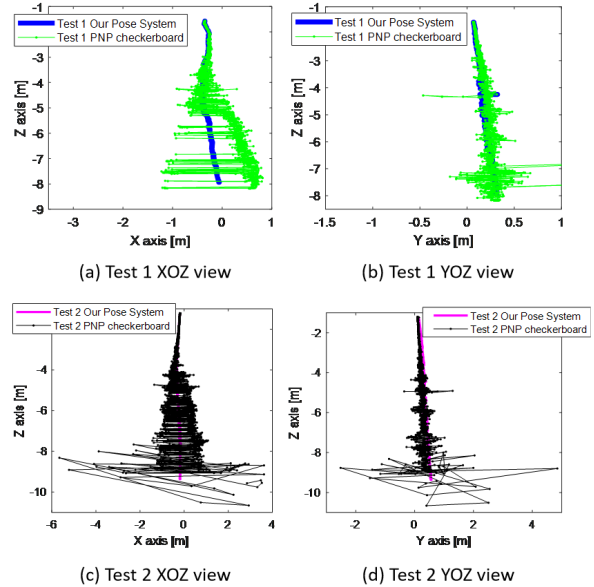 Test 1 Our Pose System
Test 1 PNP checkerboard
-1
-2
-3
-4
-5
-6
-7
-8
-9
Z axis [m]
-3
-2
-1
0
1
X axis [m]
(a) Test 1 XOZ view
Test 1 Our Pose System
Test 1 PNP checkerboard
-1
-2
-3
-4
-5
-6
-7
-8
Z axis [m]
-1
-0.5
0
0.5
1
Y axis [m]
(b) Test 1 YOZ view
Test 2 Our Pose System
Test 2 PNP checkerboard
-2
-4
-6
-8
-10
Z axis [m]
-6
-4
-2
0
2
4
6
X axis [m]
(c) Test 2 XOZ view
Test 2 Our Pose System
Test 2 PNP checkerboard
-2
-4
-6
-8
-10
Z axis [m]
-2
0
2
4
6
Y axis [m]
(d) Test 2 YOZ view